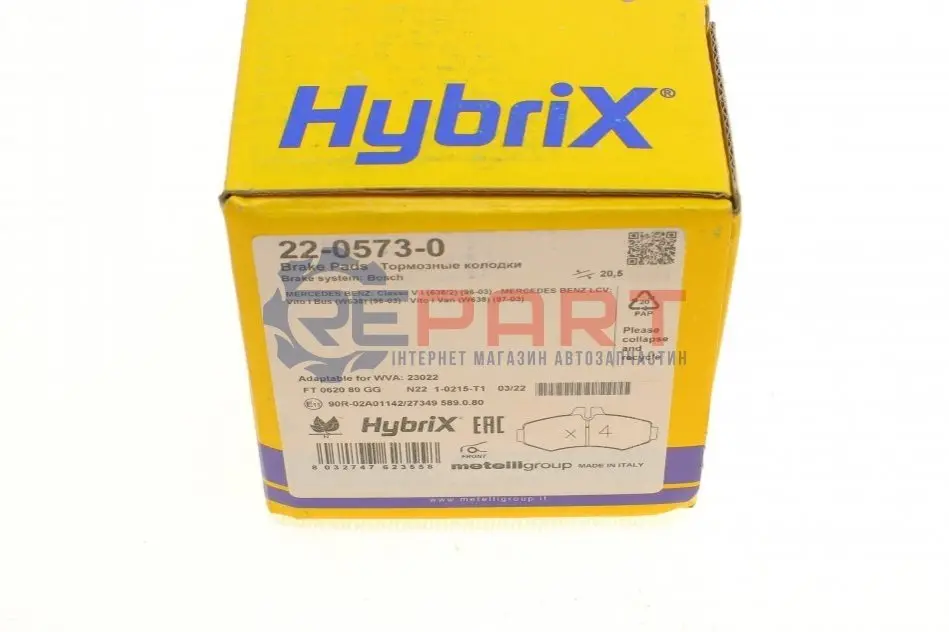 HybriX®
22-0573-0
Brake Pads - Тормозные колодки
Brake system: Bosch
20,5
MERCEDES BENZ: Classe V I (638/2) (96-03) - MERCEDES BENZ LCV:
Vito I Bus (W638) (96-03) - Vito I Van (W638) (97-03)
20
PAP
Please
collapse
and
recycle
REPART
ІНТЕРНЕТ МАГАЗИН АВТОЗАПЧАСТИН
Adaptable for WVA: 23022
FT 0620 80 GG N22 1-0215-T1 03/22
E11 90R-02A01142/27349 589.0.80
HybriX® EAC
x 4
FRONT
8 032747 623558
metelligroup MADE IN ITALY
www.metelligroup.it